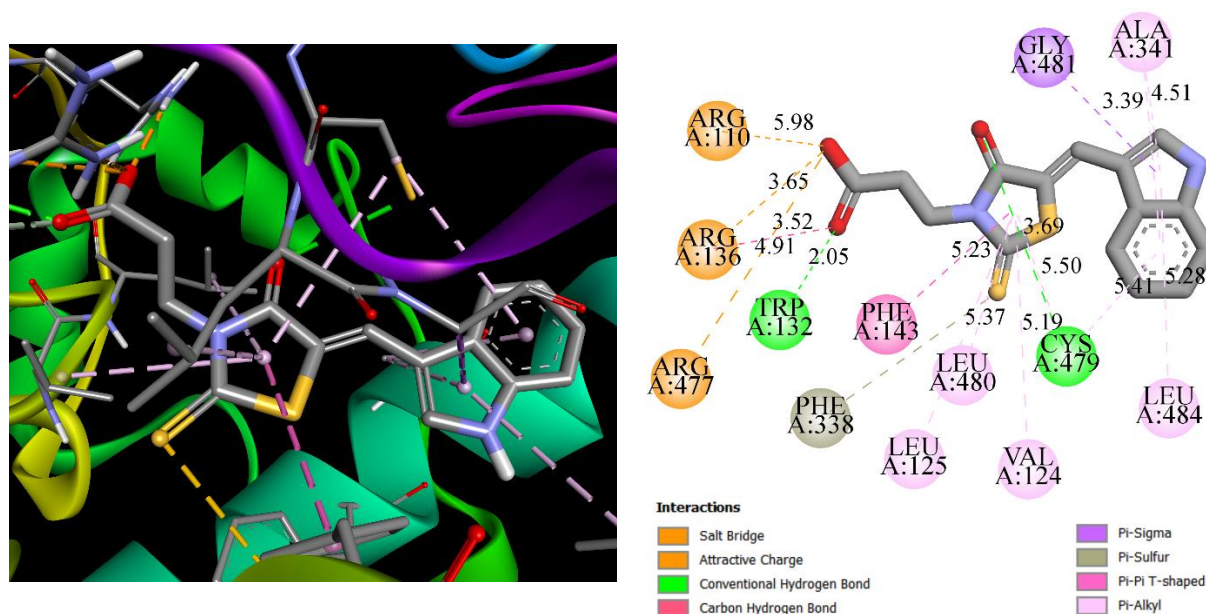 GLY
A:481
ALA
A:341
3.39
4.51
ARG
A:110
5.98
3.65
3.52
ARG
A:136
4.91
2.05
5.23
3.69
5.50
5.41
5.28
TRP
A:132
PHE
A:143
5.37
5.19
CYS
A:479
ARG
A:477
LEU
A:480
PHE
A:338
LEU
A:484
LEU
A:125
VAL
A:124
Interactions
Salt Bridge
Attractive Charge
Conventional Hydrogen Bond
Carbon Hydrogen Bond
Pi-Sigma
Pi-Sulfur
Pi-Pi T-shaped
Pi-Alkyl